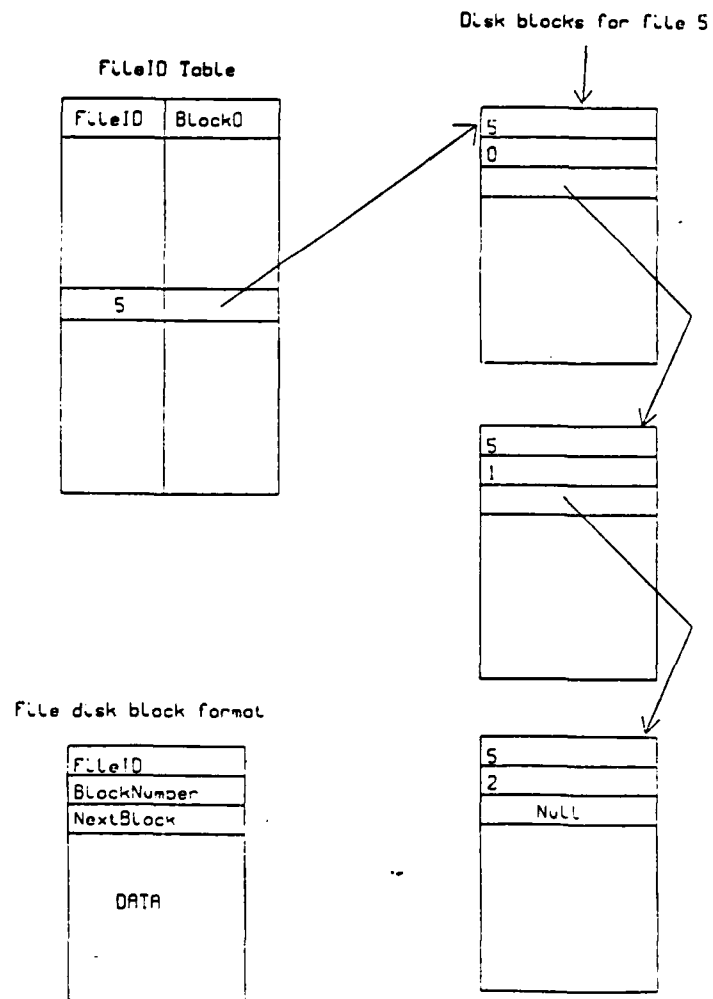 Disk blocks for file 5
FileID Table
FileID Block0
5
5
0
5
1
File disk block format
FileID
BlockNumber
NextBlock
DATA
5
2
Null